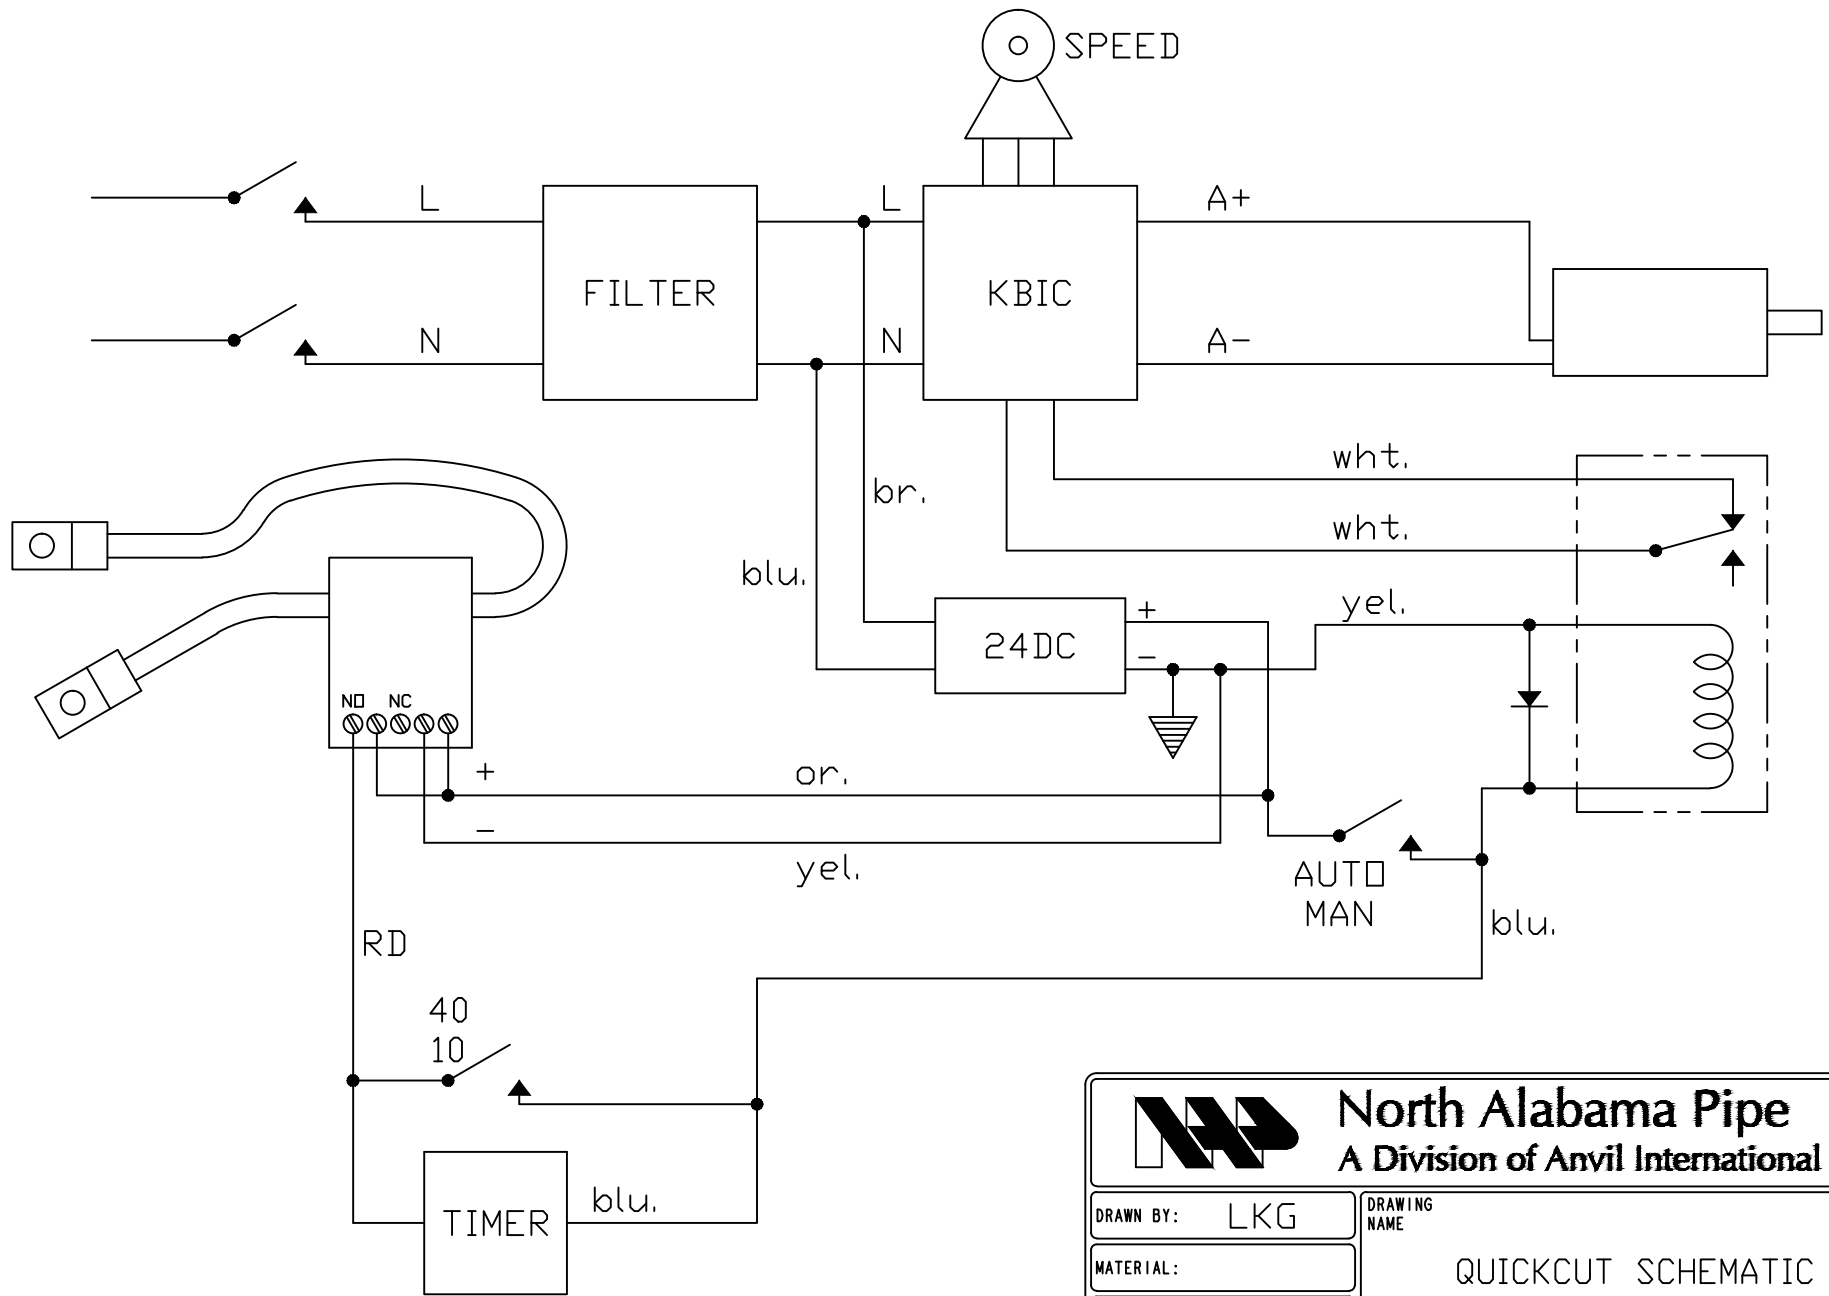 SPEED
L
L
A+
FILTER
KBIC
N
N
A-
wht.
br.
wht.
blu.
yel.
24DC
+
-
NO NC
+
or.
-
yel.
AUTO
MAN
blu.
RD
40
10
TIMER
blu.
North Alabama Pipe
A Division of Anvil International
DRAWN BY: LKG
DRAWING
NAME
MATERIAL:
QUICKCUT SCHEMATIC